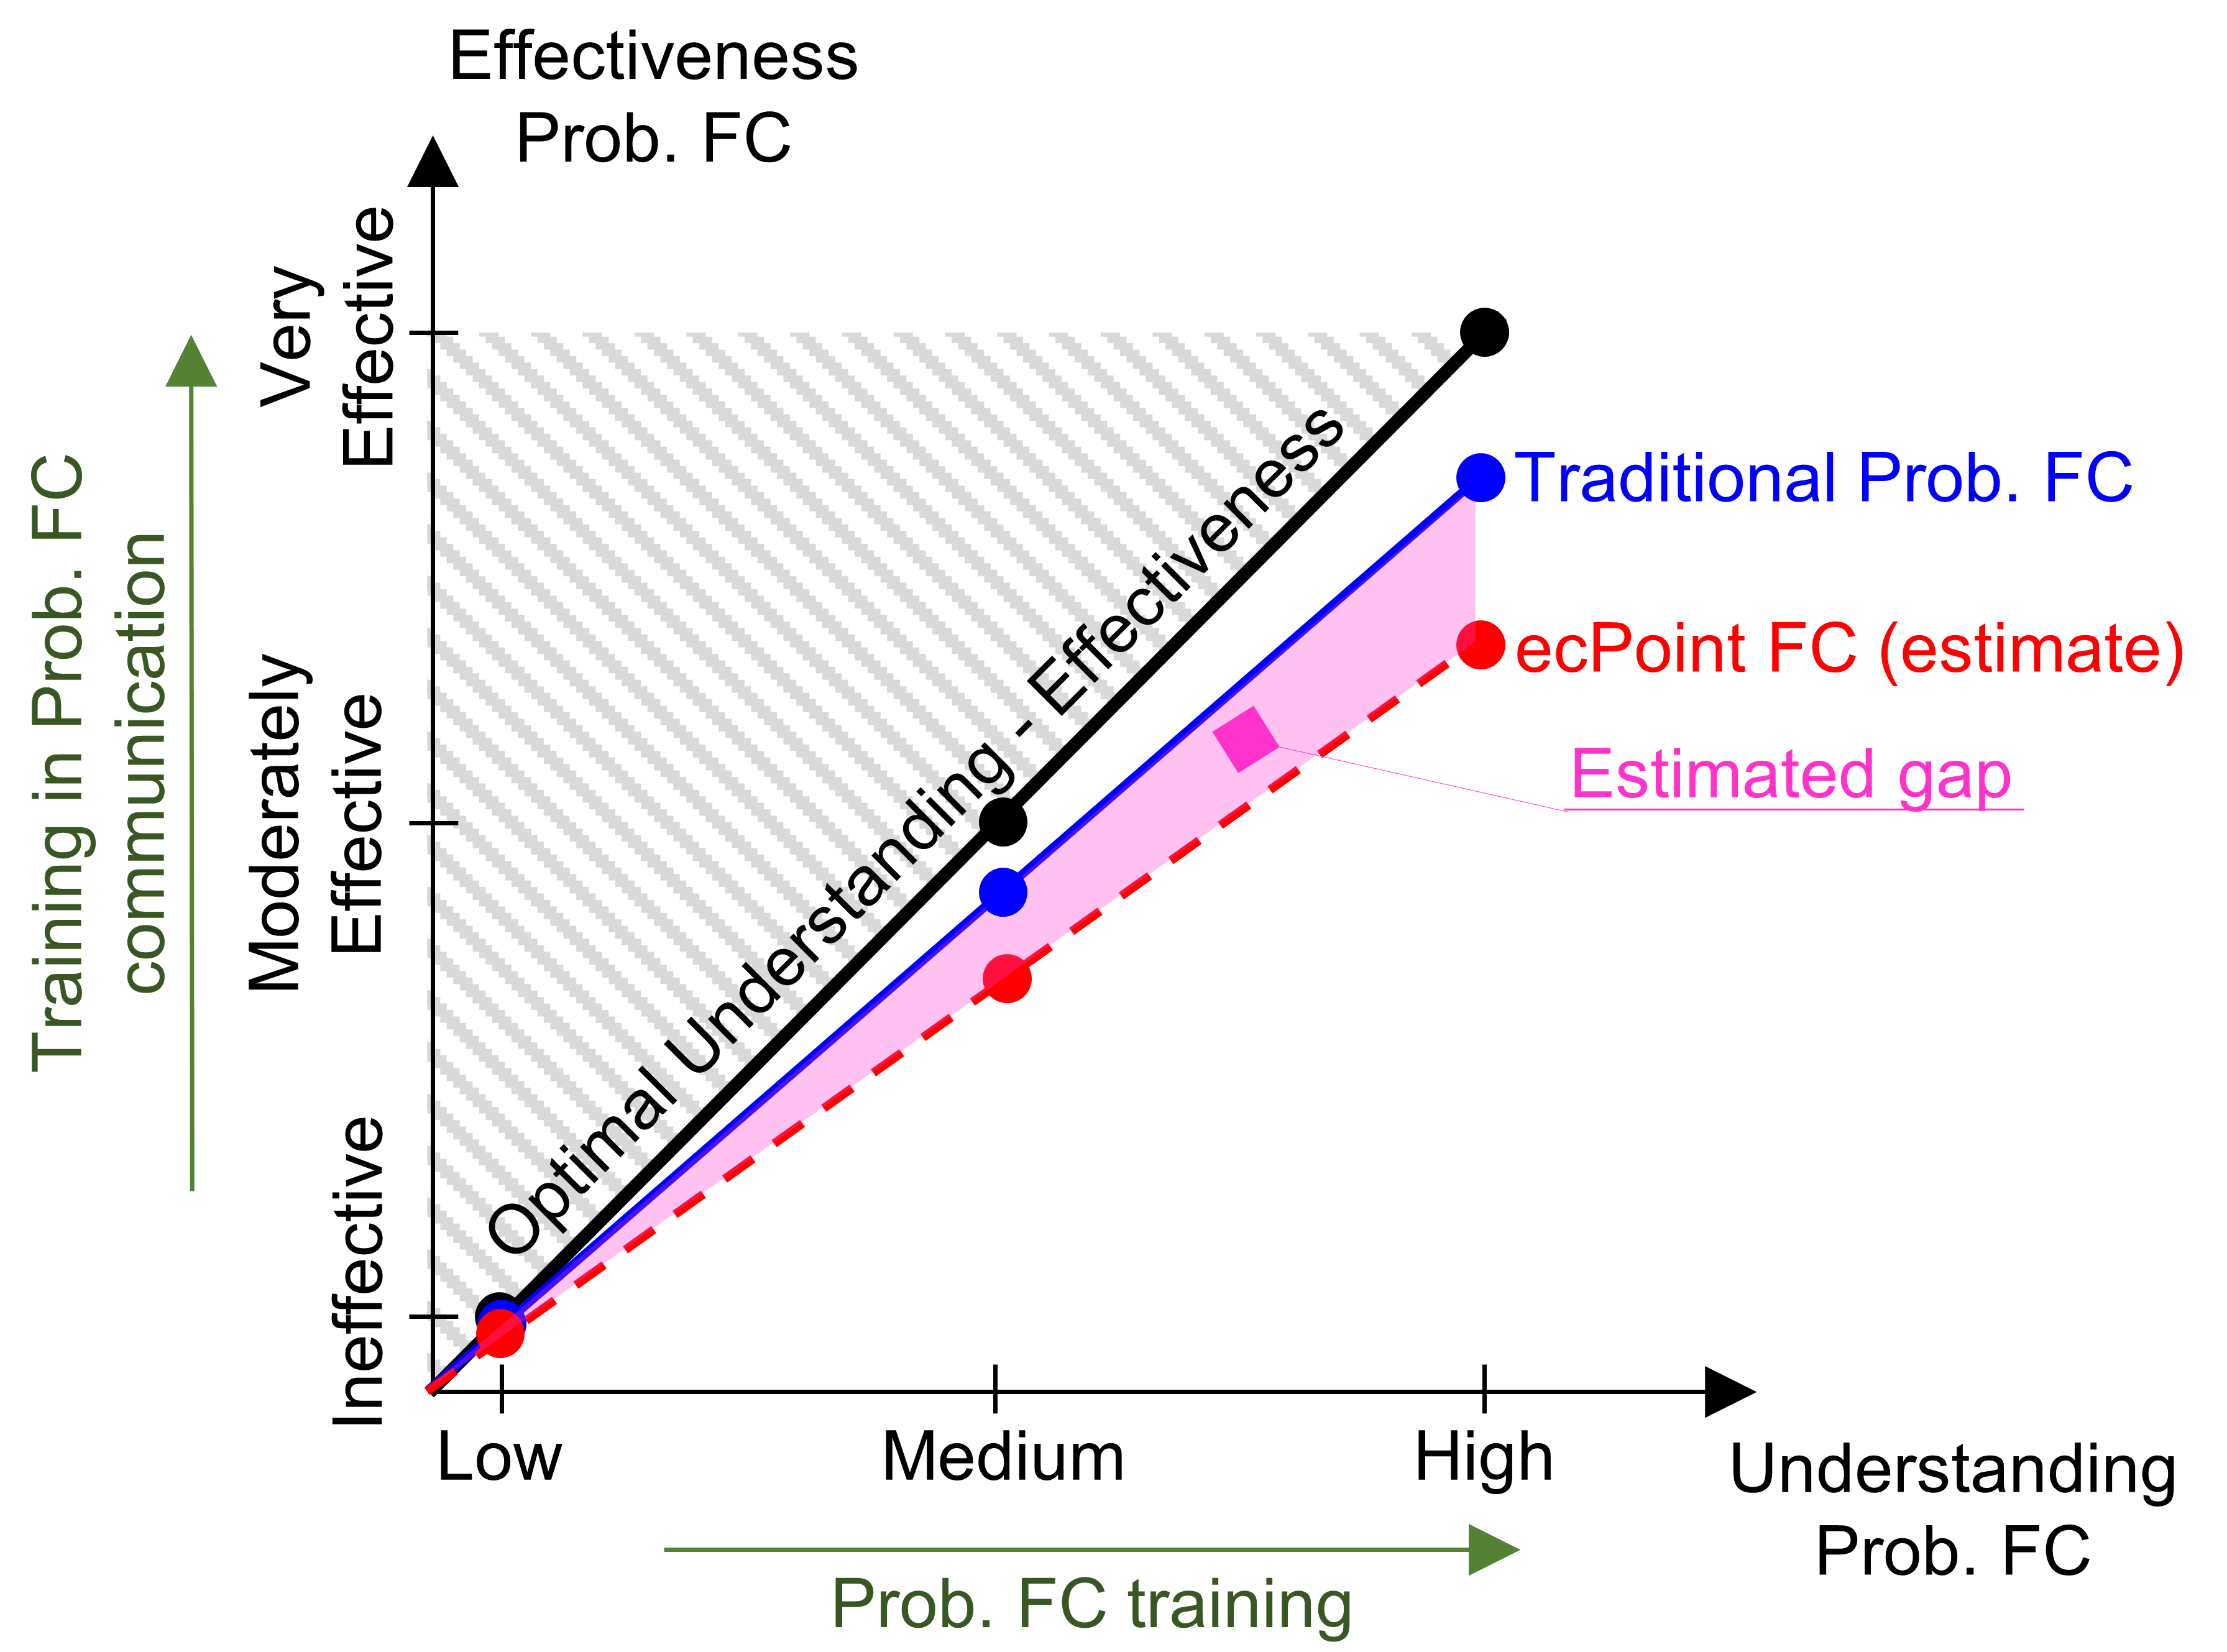 Effectiveness
Prob. FC
Very
Effective
Moderately
Effective
Ineffective
Training in Prob. FC
communication
Optimal Understanding - Effectiveness
Traditional Prob. FC
ecPoint FC (estimate)
Estimated gap
Low
Medium
High
Understanding
Prob. FC
Prob. FC training